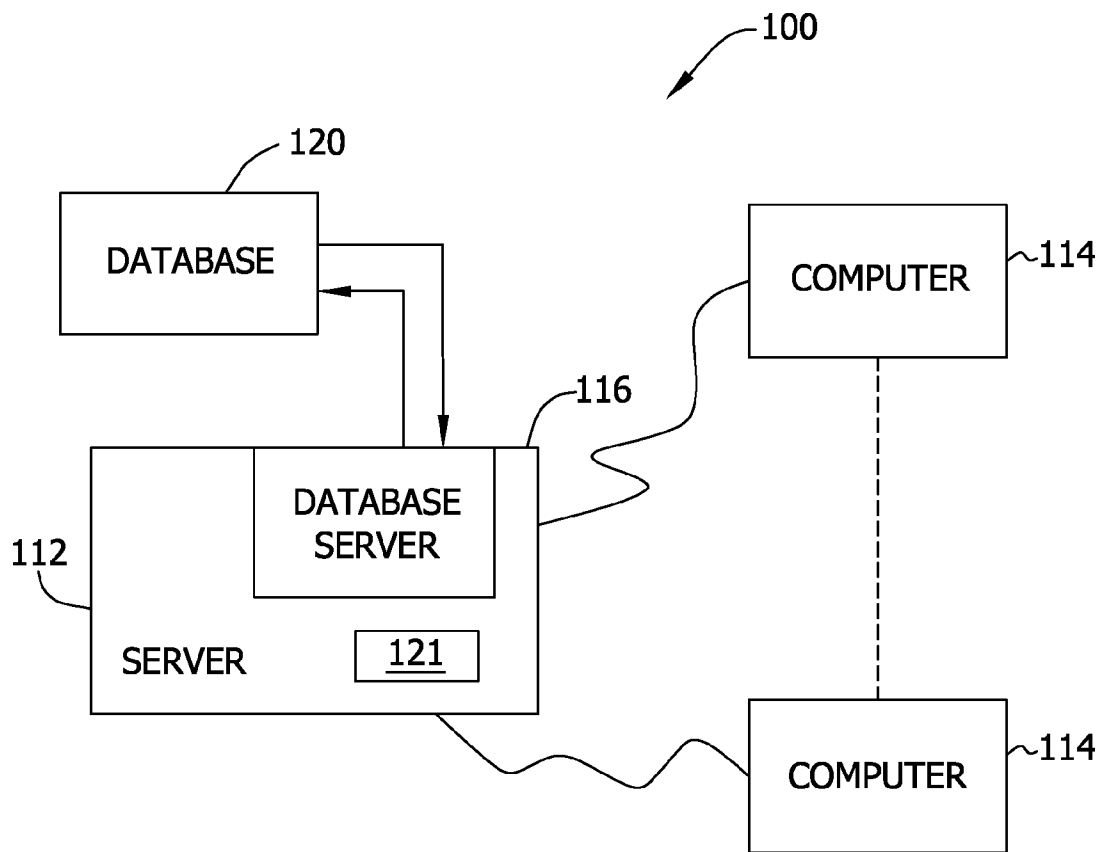 100
120
DATABASE
COMPUTER
114
116
DATABASE
SERVER
112
SERVER
121
COMPUTER
114